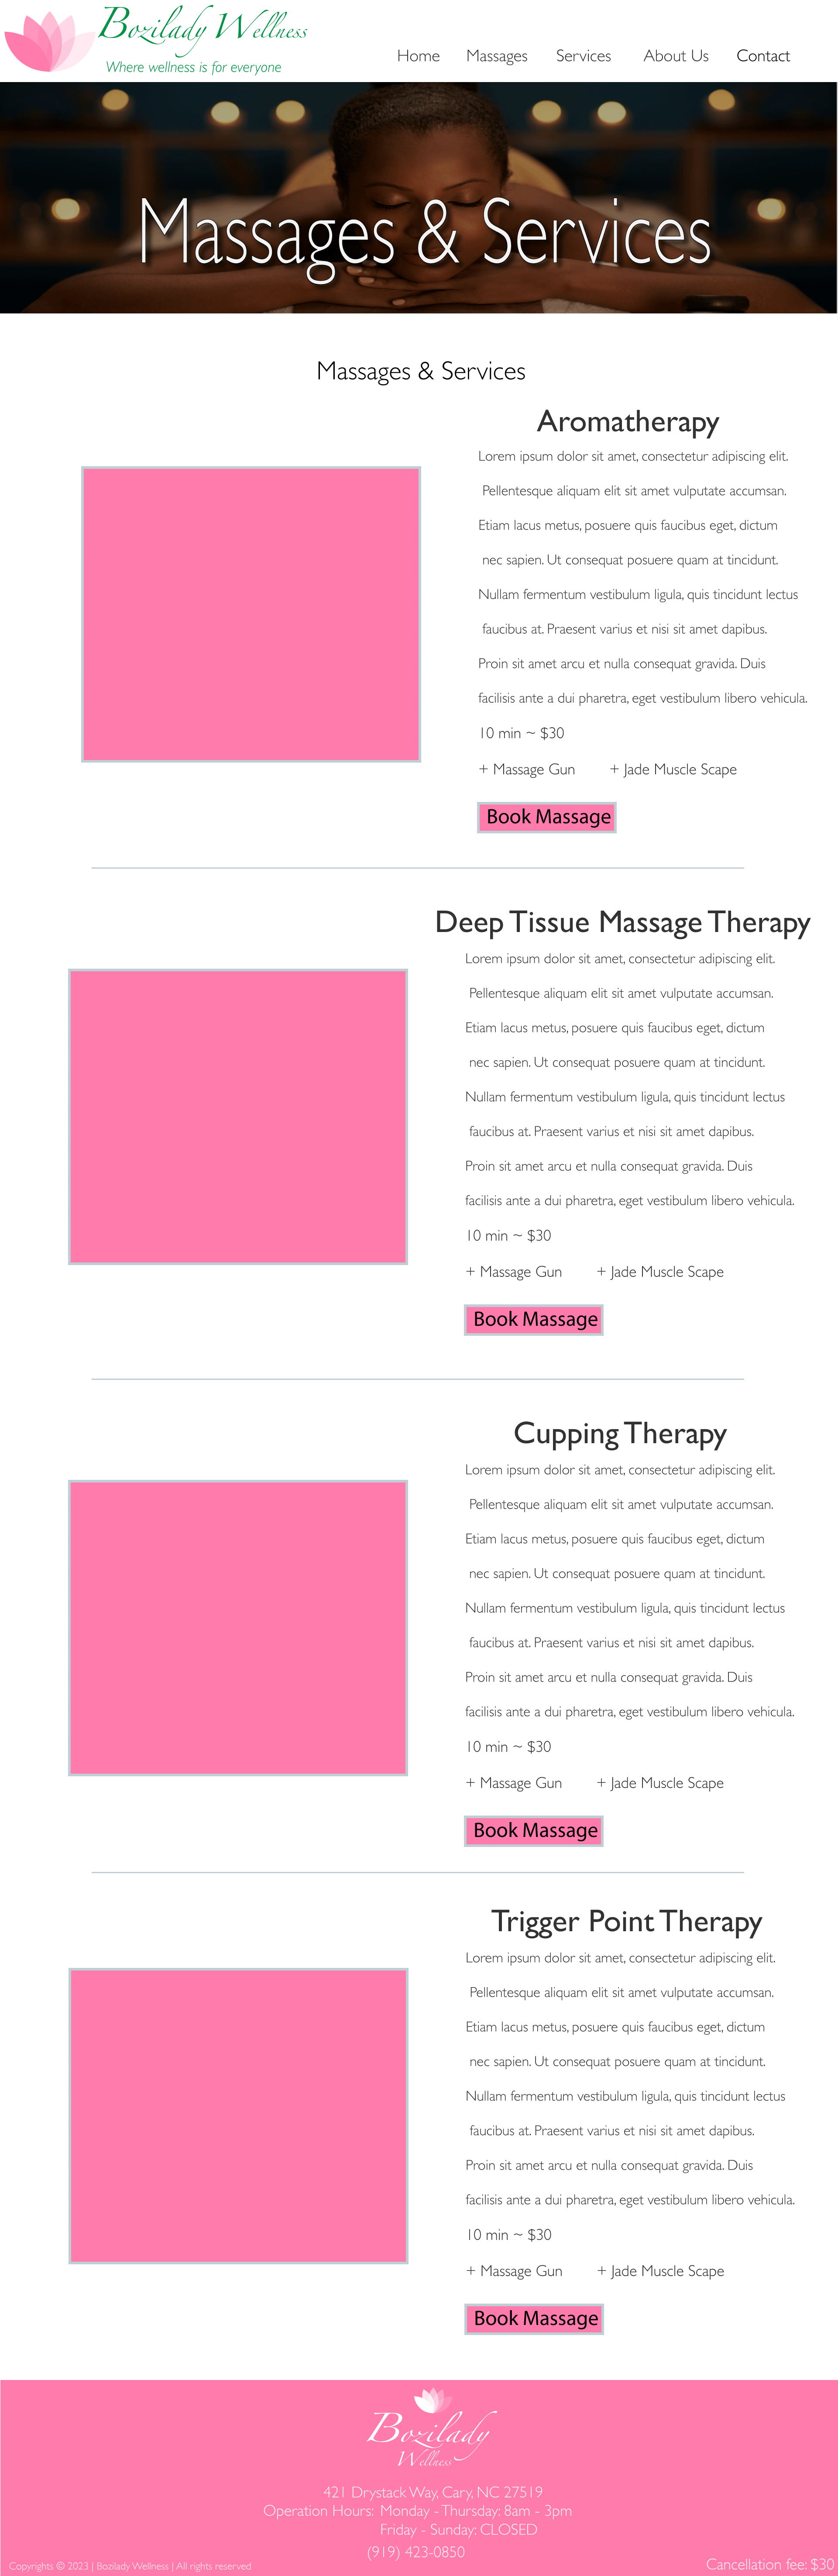 Bozilady Wellness
Where wellness is for everyone
Home Massages Services About Us Contact
Massages & Services
Massages & Services
Aromatherapy
Lorem ipsum dolor sit amet, consectetur adipiscing elit.
Pellentesque aliquam elit sit amet vulputate accumsan.
Etiam lacus metus, posuere quis faucibus eget, dictum
nec sapien. Ut consequat posuere quam at tincidunt.
Nullam fermentum vestibulum ligula, quis tincidunt lectus
faucibus at. Praesent varius et nisi sit amet dapibus.
Proin sit amet arcu et nulla consequat gravida. Duis
facilisis ante a dui pharetra, eget vestibulum libero vehicula.
10 min ~ $30
+ Massage Gun + Jade Muscle Scape
Book Massage
Deep Tissue Massage Therapy
Lorem ipsum dolor sit amet, consectetur adipiscing elit.
Pellentesque aliquam elit sit amet vulputate accumsan.
Etiam lacus metus, posuere quis faucibus eget, dictum
nec sapien. Ut consequat posuere quam at tincidunt.
Nullam fermentum vestibulum ligula, quis tincidunt lectus
faucibus at. Praesent varius et nisi sit amet dapibus.
Proin sit amet arcu et nulla consequat gravida. Duis
facilisis ante a dui pharetra, eget vestibulum libero vehicula.
10 min ~ $30
+ Massage Gun + Jade Muscle Scape
Book Massage
Cupping Therapy
Lorem ipsum dolor sit amet, consectetur adipiscing elit.
Pellentesque aliquam elit sit amet vulputate accumsan.
Etiam lacus metus, posuere quis faucibus eget, dictum
nec sapien. Ut consequat posuere quam at tincidunt.
Nullam fermentum vestibulum ligula, quis tincidunt lectus
faucibus at. Praesent varius et nisi sit amet dapibus.
Proin sit amet arcu et nulla consequat gravida. Duis
facilisis ante a dui pharetra, eget vestibulum libero vehicula.
10 min ~ $30
+ Massage Gun + Jade Muscle Scape
Book Massage
Trigger Point Therapy
Lorem ipsum dolor sit amet, consectetur adipiscing elit.
Pellentesque aliquam elit sit amet vulputate accumsan.
Etiam lacus metus, posuere quis faucibus eget, dictum
nec sapien. Ut consequat posuere quam at tincidunt.
Nullam fermentum vestibulum ligula, quis tincidunt lectus
faucibus at. Praesent varius et nisi sit amet dapibus.
Proin sit amet arcu et nulla consequat gravida. Duis
facilisis ante a dui pharetra, eget vestibulum libero vehicula.
10 min ~ $30
+ Massage Gun + Jade Muscle Scape
Book Massage
Bozilady
Wellness
421 Drystack Way, Cary, NC 27519
Operation Hours: Monday - Thursday: 8am - 3pm
Friday - Sunday: CLOSED
(919) 423-0850
Copyrights © 2023 | Bozilady Wellness | All rights reserved
Cancellation fee: $30